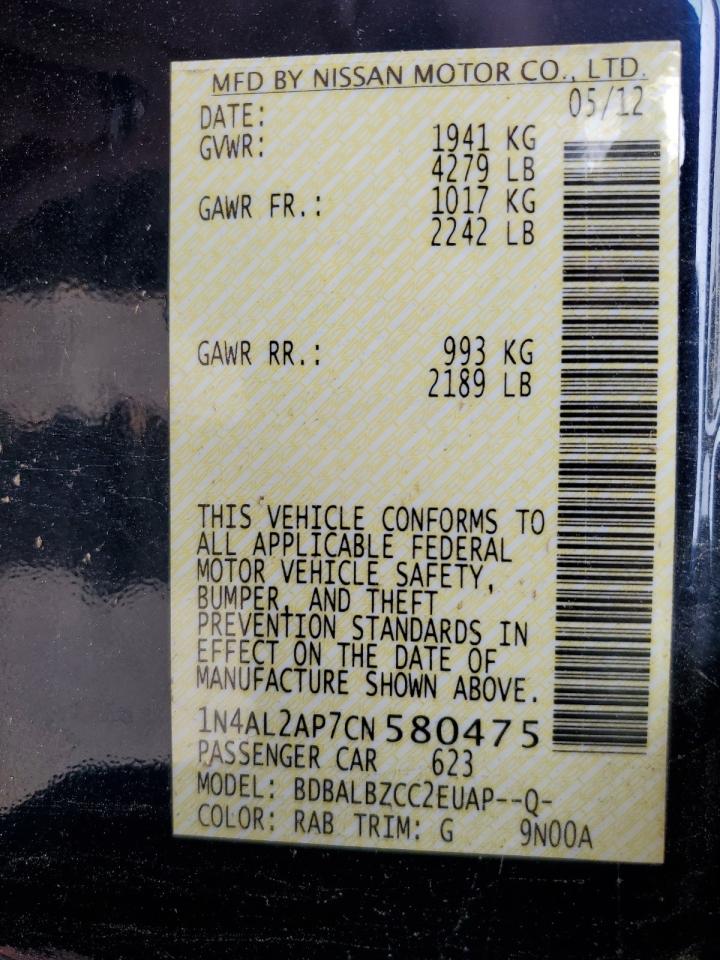 MFD BY NISSAN MOTOR CO., LTD.
DATE: 05/12
GVWR: 1941 KG
4279 LB
GAWR FR.: 1017 KG
2242 LB
GAWR RR.: 993 KG
2189 LB
THIS VEHICLE CONFORMS TO
ALL APPLICABLE FEDERAL
MOTOR VEHICLE SAFETY,
BUMPER, AND THEFT
PREVENTION STANDARDS IN
EFFECT ON THE DATE OF
MANUFACTURE SHOWN ABOVE.
1N4AL2AP7CN580475
PASSENGER CAR 623
MODEL: BDBALBZCC2EUAP--Q-
COLOR: RAB TRIM: G 9N00A